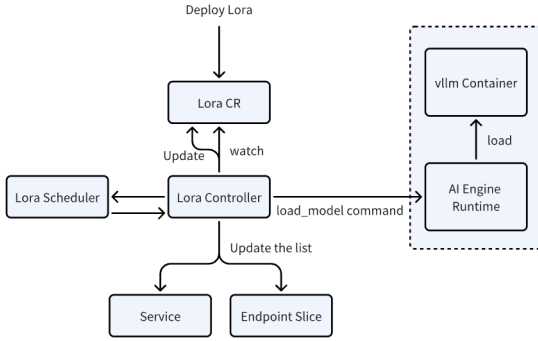 Deploy Lora
Lora CR
vllm Container
Update
watch
load
Lora Scheduler
Lora Controller
load_model command
AI Engine
Runtime
Update the list
Service
Endpoint Slice